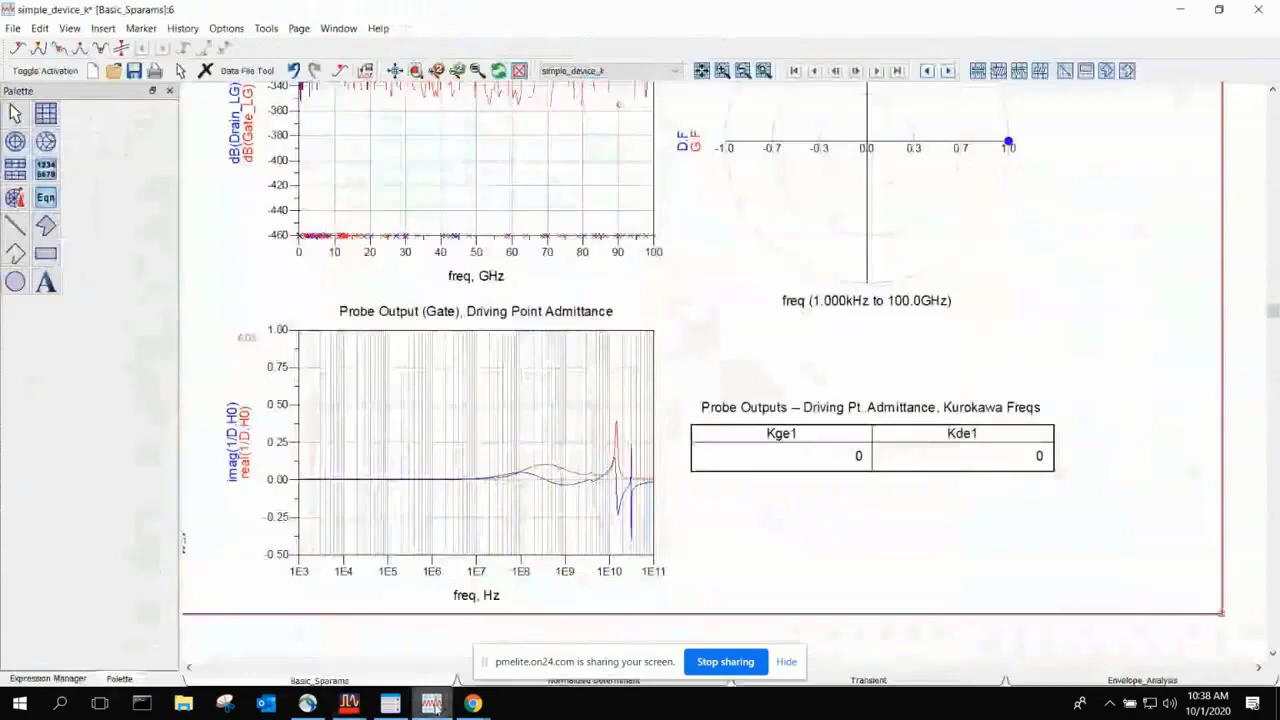 simple_device_k* [Basic_Sparams]:6
File Edit View Insert Marker History Options Tools Page Window Help
Toggle Activation Data File Tool simple_device_k
Palette
1234
5678
Eqn
A
dB(Drain_LG)
dB(Gate_LG)
-340
-360
-380
-400
-420
-440
-460
0 10 20 30 40 50 60 70 80 90 100
freq, GHz
D.F
G.F
-1.0 -0.7 -0.3 0.0 0.3 0.7 1.0
freq (1.000kHz to 100.0GHz)
Probe Output (Gate), Driving Point Admittance
imag(1/D.H0)
real(1/D.H0)
1.00
0.75
0.50
0.25
0.00
-0.25
-0.50
1E3 1E4 1E5 1E6 1E7 1E8 1E9 1E10 1E11
freq, Hz
Probe Outputs – Driving Pt. Admittance, Kurokawa Freqs
Kge1 Kde1
0 0
pmelite.on24.com is sharing your screen. Stop sharing Hide
Expression Manager Palette Basic_Sparams Normalized Determinant Transient Envelope_Analysis
10:38 AM
10/1/2020